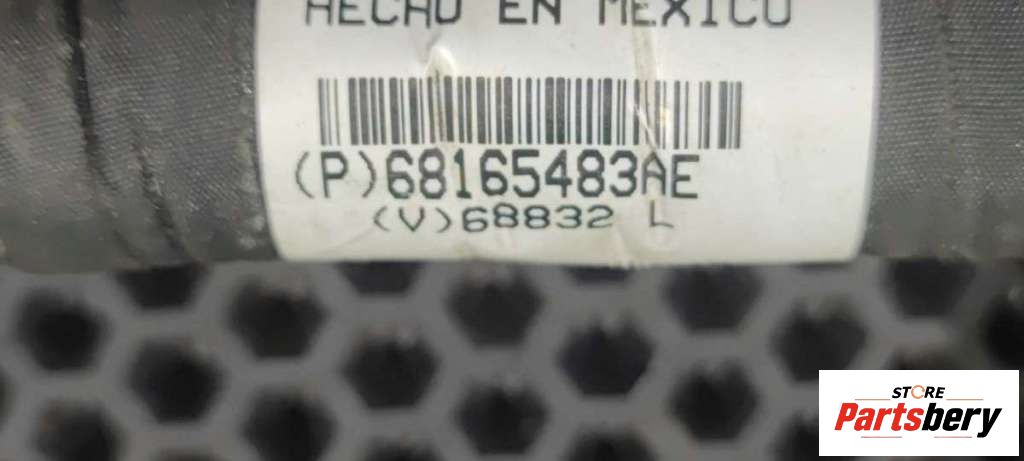 HECHO EN MEXICO
(P)68165483AE
(V)68832 L
STORE
Partsbery